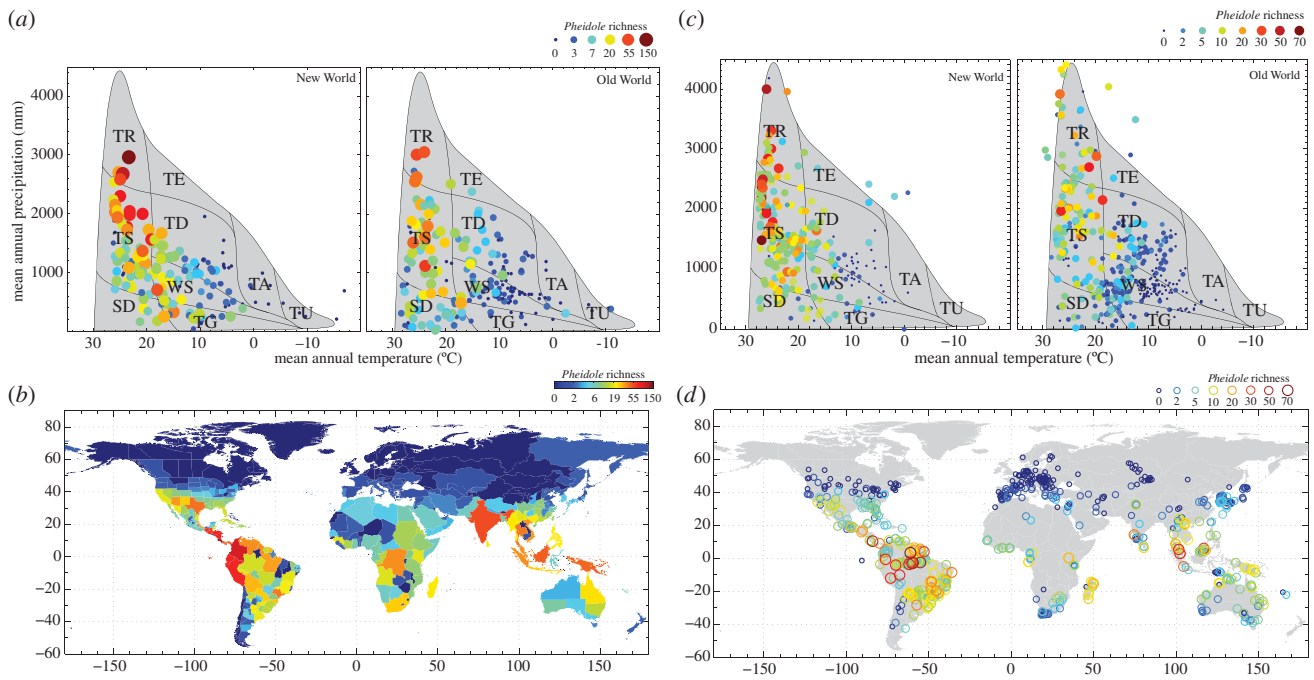 (a)
Pheidole richness
0 3 7 20 55 150
New World
Old World
mean annual precipitation (mm)
4000
3000
2000
1000
TR
TE
TD
TS
WS
TA
SD
TG
TU
TR
TE
TD
TS
WS
TA
SD
TG
TU
30 20 10 0 −10
30 20 10 0 −10
mean annual temperature (ºC)
(c)
Pheidole richness
0 2 5 10 20 30 50 70
New World
Old World
4000
3000
2000
1000
0
TR
TE
TD
TS
WS
TA
SD
TG
TU
TR
TE
TD
TS
WS
TA
SD
TG
TU
30 20 10 0 −10
30 20 10 0 −10
mean annual temperature (ºC)
(b)
Pheidole richness
0 2 6 19 55 150
80
60
40
20
0
−20
−40
−60
−150 −100 −50 0 50 100 150
(d)
Pheidole richness
0 2 5 10 20 30 50 70
80
60
40
20
0
−20
−40
−60
−150 −100 −50 0 50 100 150